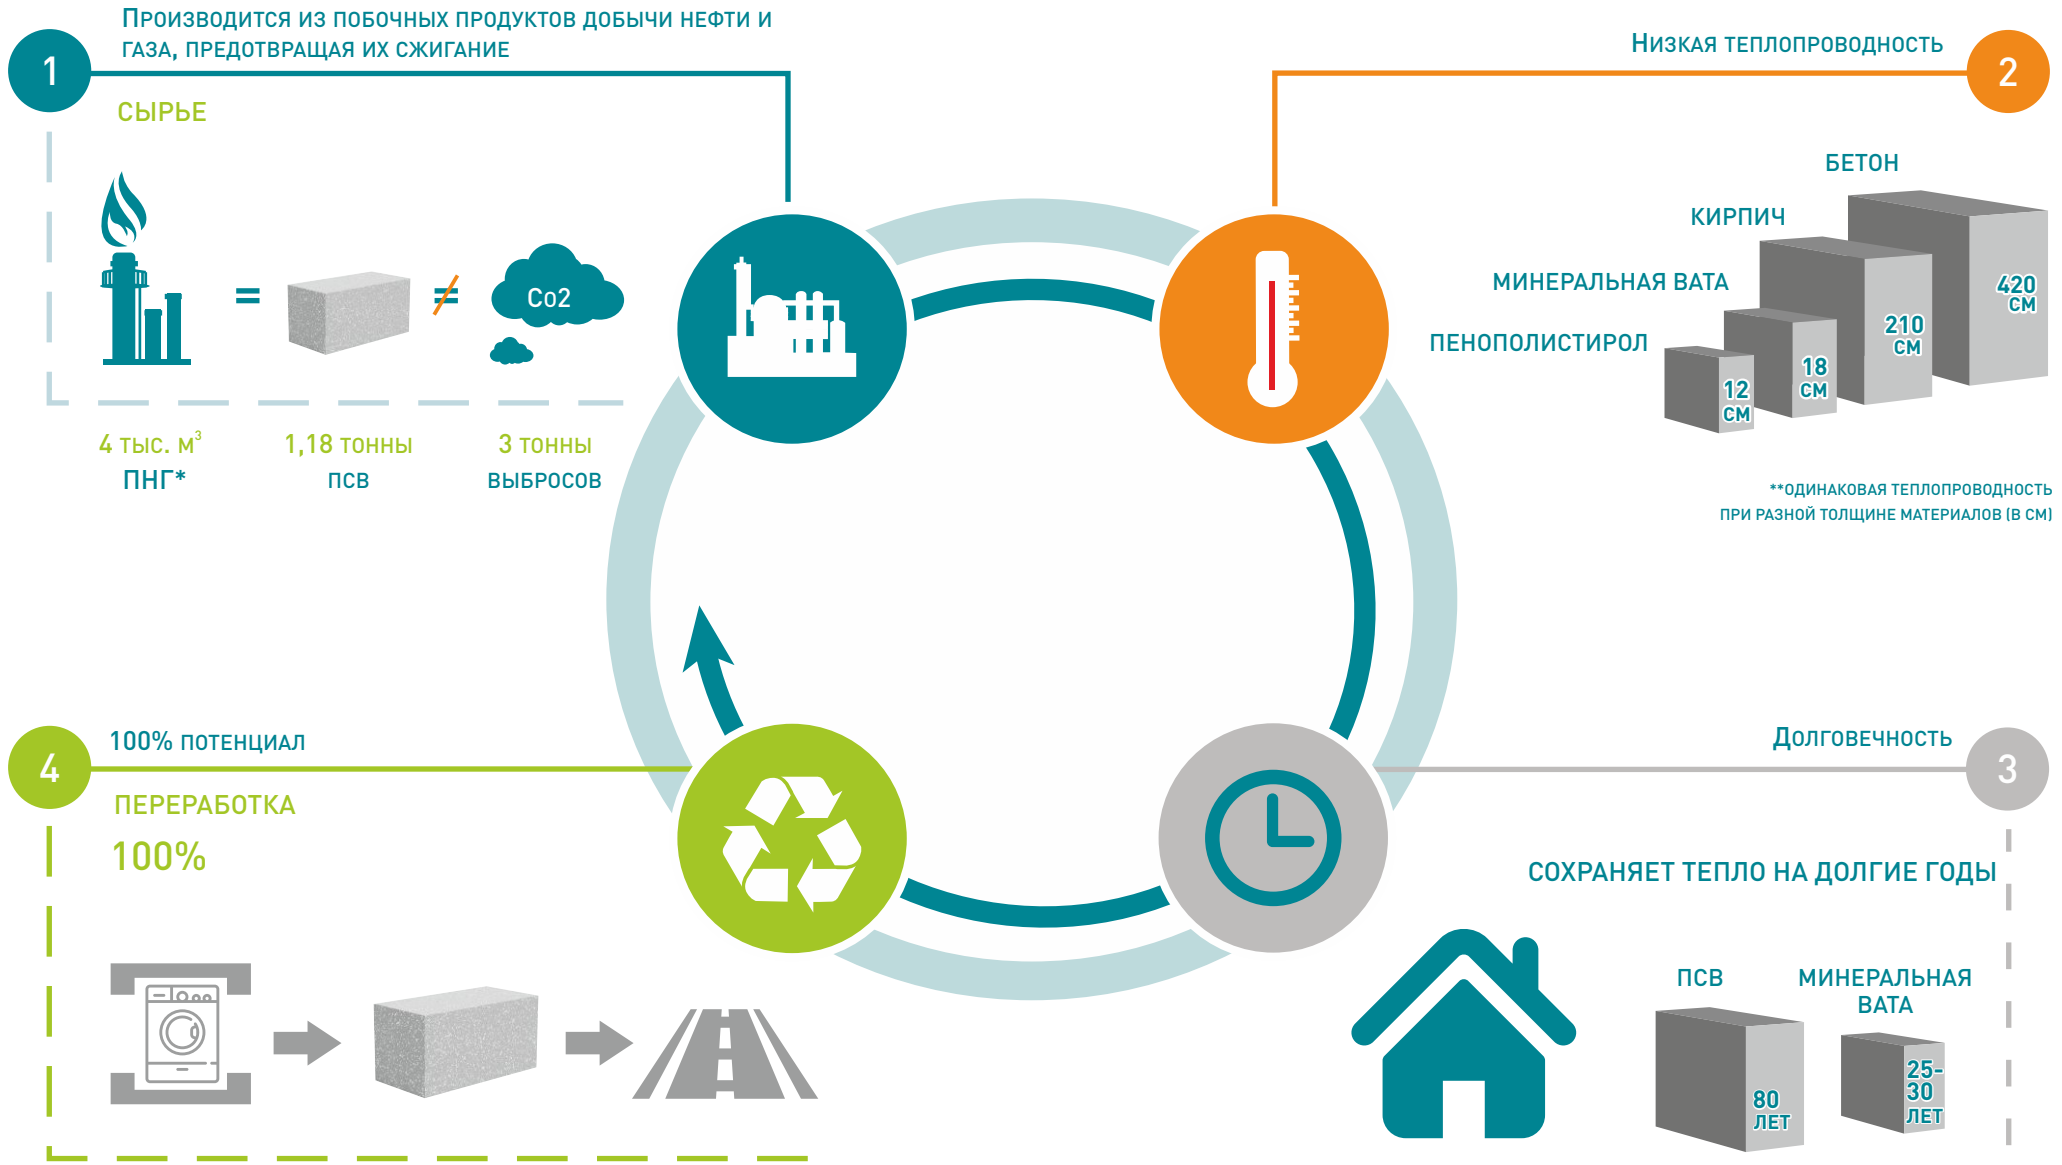 1
Производится из побочных продуктов добычи нефти и
газа, предотвращая их сжигание
СЫРЬЕ
=
≠
Co2
4 тыс. м³
ПНГ*
1,18 тонны
ПСВ
3 тонны
выбросов
2
Низкая теплопроводность
БЕТОН
КИРПИЧ
МИНЕРАЛЬНАЯ ВАТА
ПЕНОПОЛИСТИРОЛ
420
СМ
210
СМ
18
СМ
12
СМ
**одинаковая теплопроводность
при разной толщине материалов (в см)
3
Долговечность
СОХРАНЯЕТ ТЕПЛО НА ДОЛГИЕ ГОДЫ
ПСВ
МИНЕРАЛЬНАЯ
ВАТА
80
ЛЕТ
25-
30
ЛЕТ
4
100% потенциал
ПЕРЕРАБОТКА
100%